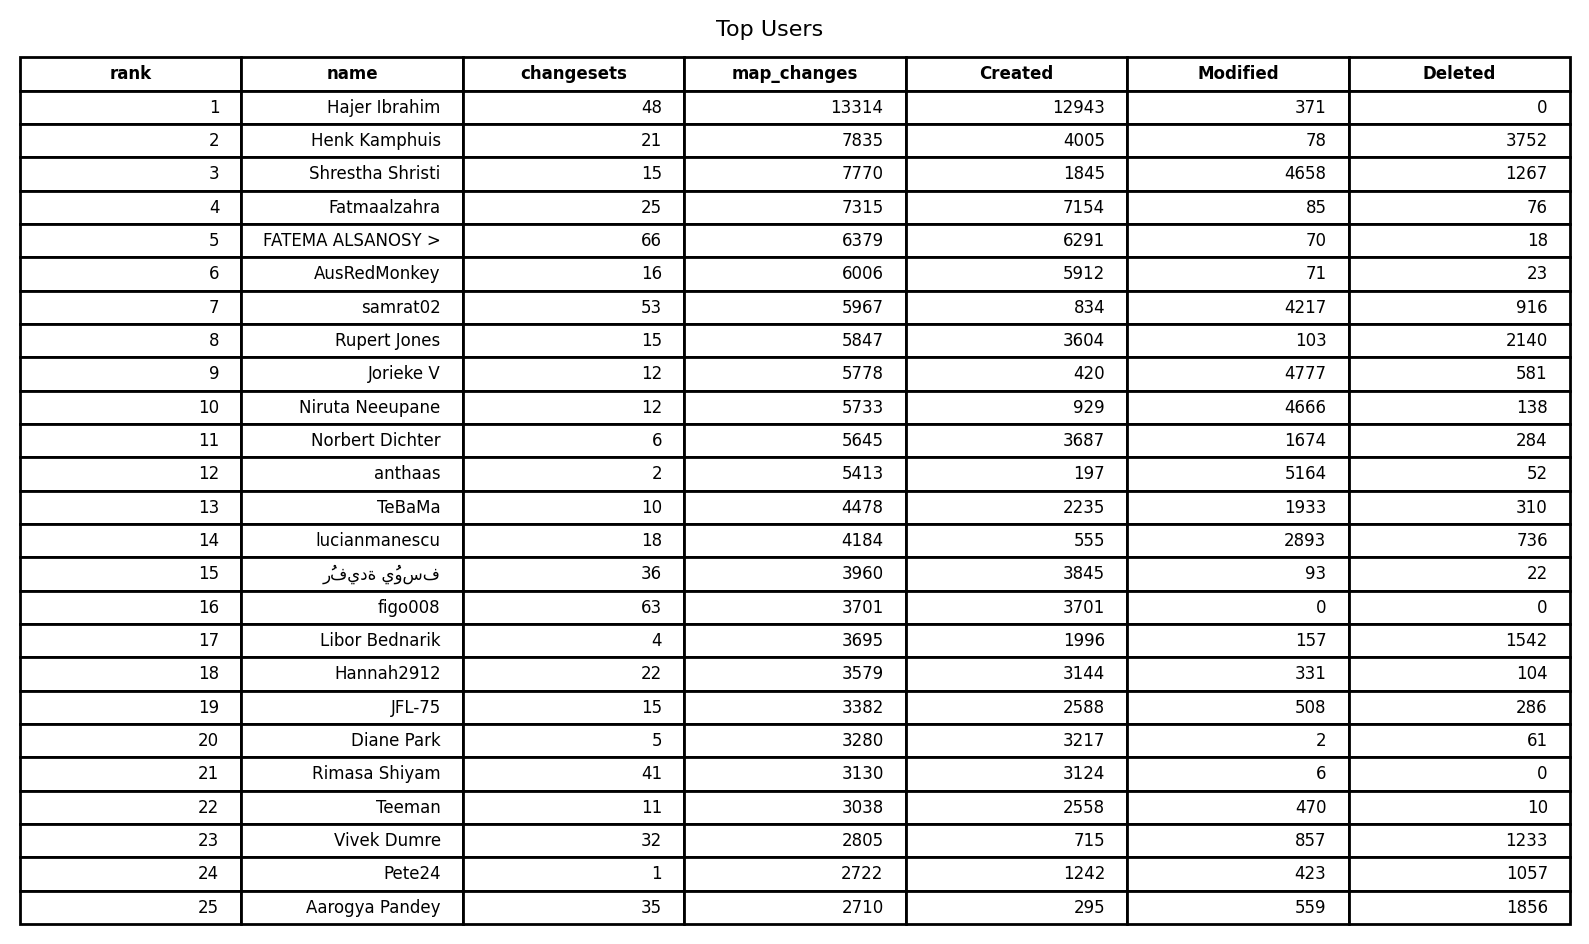 Top Users
rank name changesets map_changes Created Modified Deleted
1 Hajer Ibrahim 48 13314 12943 371 0
2 Henk Kamphuis 21 7835 4005 78 3752
3 Shrestha Shristi 15 7770 1845 4658 1267
4 Fatmaalzahra 25 7315 7154 85 76
5 FATEMA ALSANOSY > 66 6379 6291 70 18
6 AusRedMonkey 16 6006 5912 71 23
7 samrat02 53 5967 834 4217 916
8 Rupert Jones 15 5847 3604 103 2140
9 Jorieke V 12 5778 420 4777 581
10 Niruta Neeupane 12 5733 929 4666 138
11 Norbert Dichter 6 5645 3687 1674 284
12 anthaas 2 5413 197 5164 52
13 TeBaMa 10 4478 2235 1933 310
14 lucianmanescu 18 4184 555 2893 736
15 رُفيدة يوُسف 36 3960 3845 93 22
16 figo008 63 3701 3701 0 0
17 Libor Bednarik 4 3695 1996 157 1542
18 Hannah2912 22 3579 3144 331 104
19 JFL-75 15 3382 2588 508 286
20 Diane Park 5 3280 3217 2 61
21 Rimasa Shiyam 41 3130 3124 6 0
22 Teeman 11 3038 2558 470 10
23 Vivek Dumre 32 2805 715 857 1233
24 Pete24 1 2722 1242 423 1057
25 Aarogya Pandey 35 2710 295 559 1856